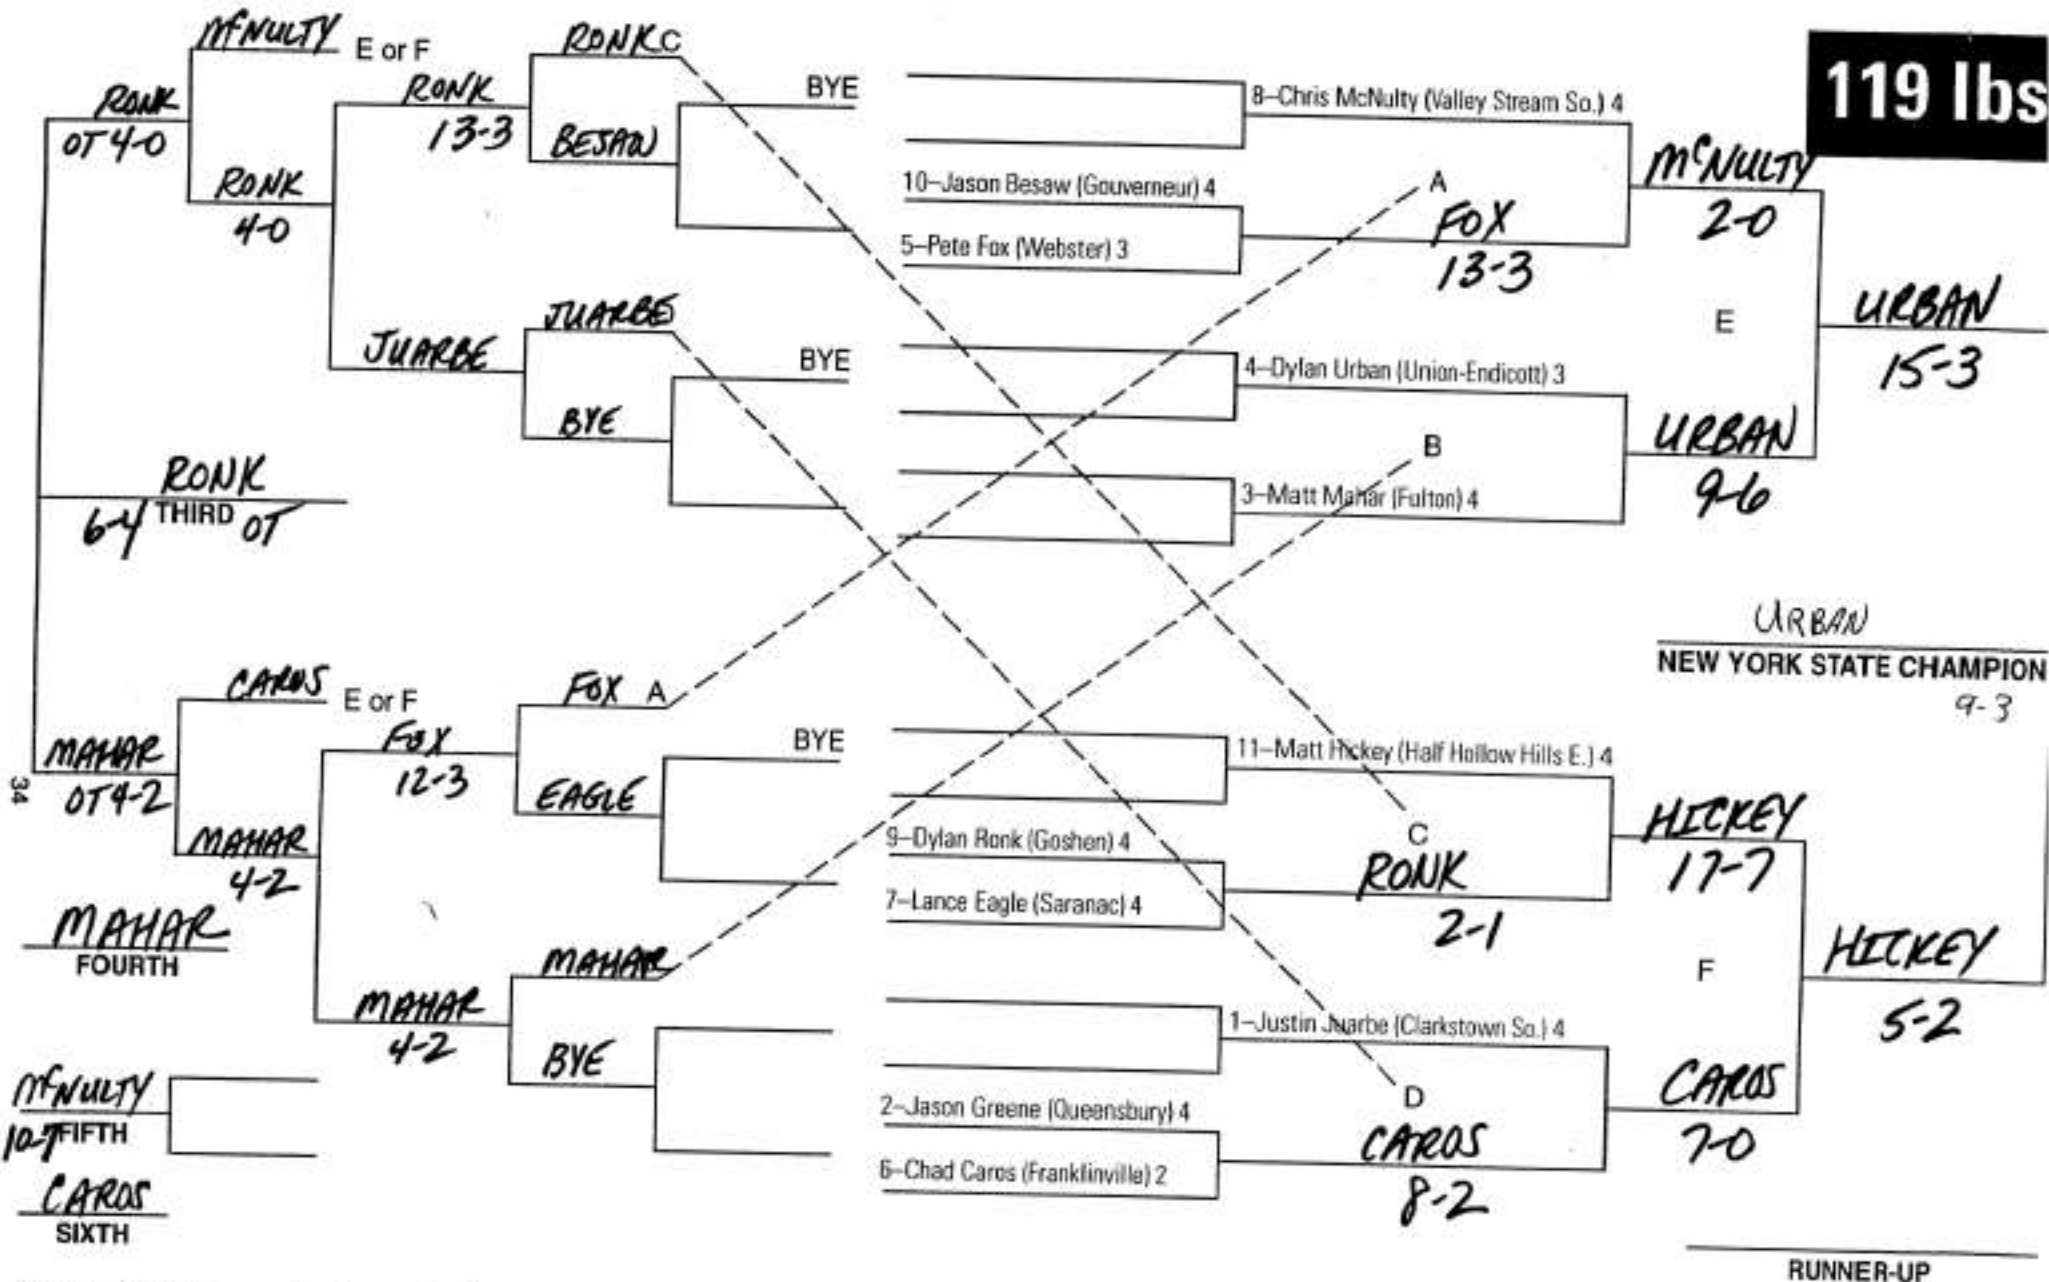 119 lbs
McNULTY
E or F
RONK
OT 4-0
RONK
4-0
RONK
13-3
RONK C
BESAW
BYE
JUARBE
JUARBE
BYE
BYE
RONK
6-4 THIRD OT
CAROS
E or F
MAHAR
OT 4-2
MAHAR
4-2
FOX
12-3
FOX A
EAGLE
BYE
MAHAR
4-2
MAHAR
BYE
MAHAR
FOURTH
McNULTY
10-7 FIFTH
CAROS
SIXTH
34
8–Chris McNulty (Valley Stream So.) 4
10–Jason Besaw (Gouverneur) 4
5–Pete Fox (Webster) 3
A
FOX
13-3
McNULTY
2-0
4–Dylan Urban (Union-Endicott) 3
3–Matt Mahar (Fulton) 4
B
URBAN
9-6
E
URBAN
15-3
URBAN
NEW YORK STATE CHAMPION
9-3
11–Matt Hickey (Half Hollow Hills E.) 4
9–Dylan Ronk (Goshen) 4
7–Lance Eagle (Saranac) 4
C
RONK
2-1
HICKEY
17-7
1–Justin Juarbe (Clarkstown So.) 4
2–Jason Greene (Queensbury) 4
6–Chad Caros (Franklinville) 2
D
CAROS
8-2
CAROS
7-0
F
HICKEY
5-2
RUNNER-UP